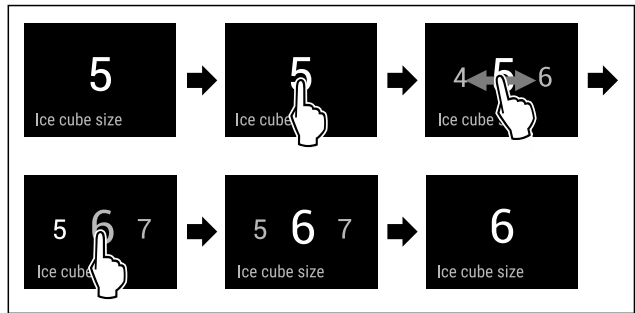 5
Ice cube size
5
Ice cub
4 5 6
Ice cube s
5 6 7
Ice cube
5 6 7
Ice cube size
6
Ice cube size